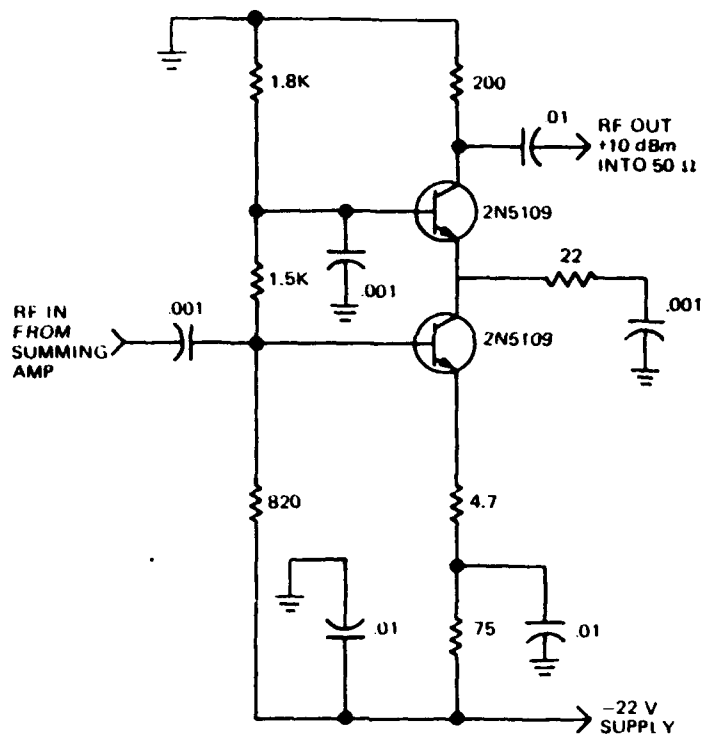 1.8K
200
.01
RF OUT
+10 dBm
INTO 50 Ω
2N5109
22
1.5K
.001
.001
RF IN
FROM
SUMMING
AMP
.001
2N5109
820
4.7
.01
75
.01
−22 V
SUPPLY